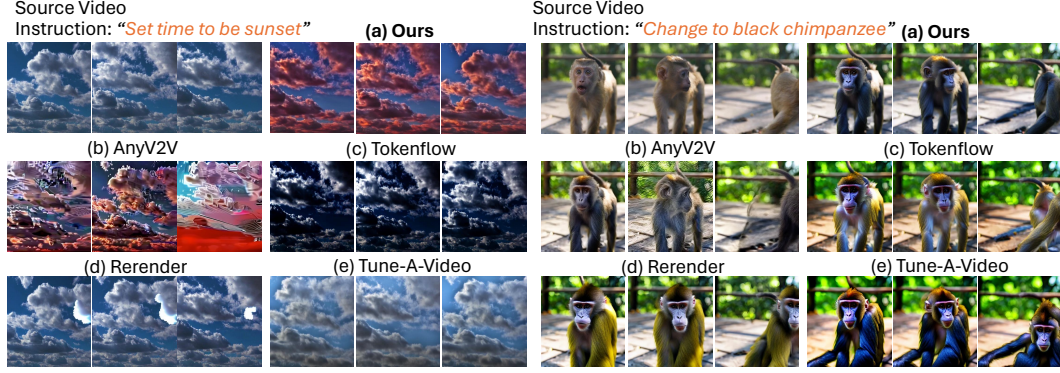 Source Video
Instruction: “Set time to be sunset”
(a) Ours
(b) AnyV2V
(c) Tokenflow
(d) Rerender
(e) Tune-A-Video
Source Video
Instruction: “Change to black chimpanzee”
(a) Ours
(b) AnyV2V
(c) Tokenflow
(d) Rerender
(e) Tune-A-Video